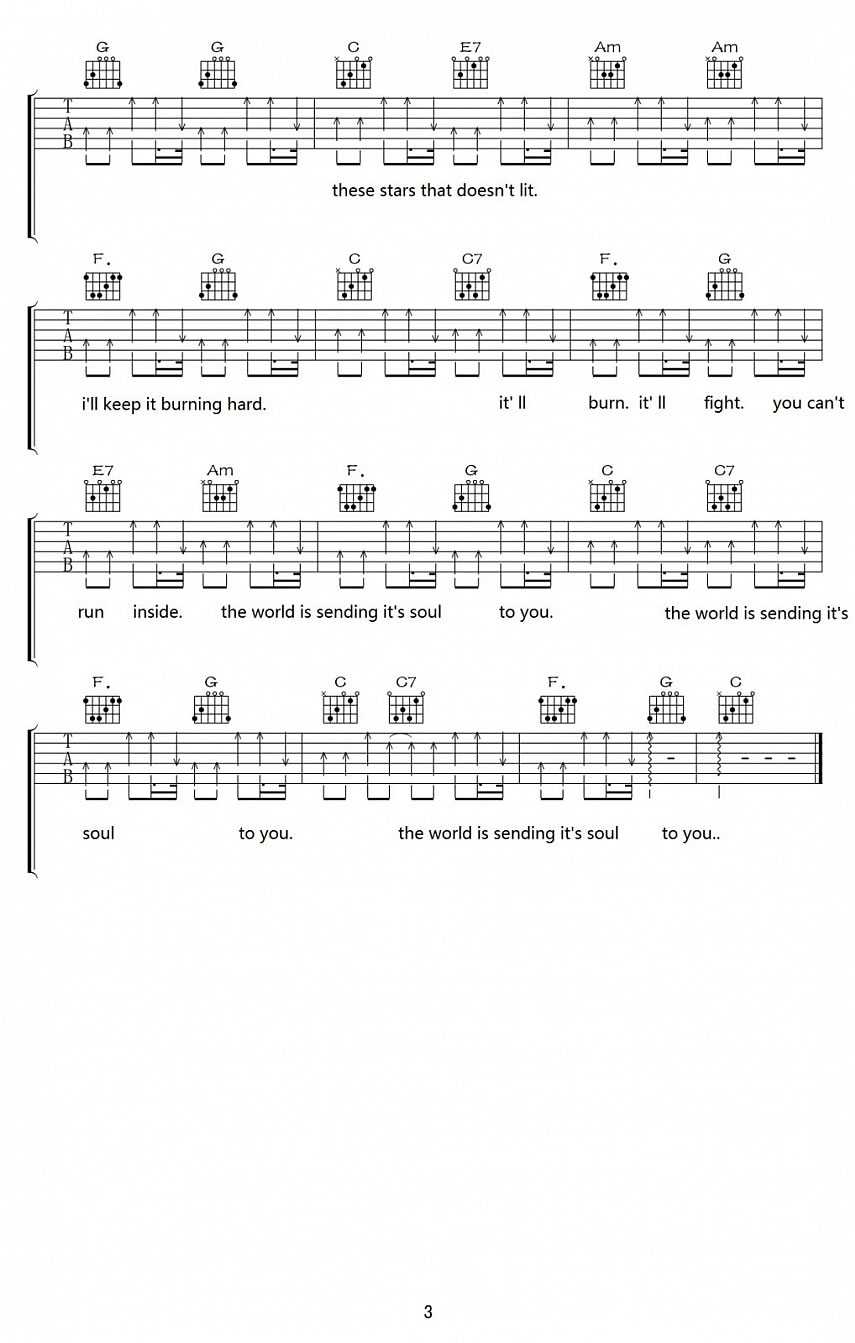 G G C E7 Am Am
T
A
B
these stars that doesn't lit.
F. G C C7 F. G
T
A
B
i'll keep it burning hard. it' ll burn. it' ll fight. you can't
E7 Am F. G C C7
T
A
B
run inside. the world is sending it's soul to you. the world is sending it's
F. G C C7 F. G C
T
A
B
soul to you. the world is sending it's soul to you..
3